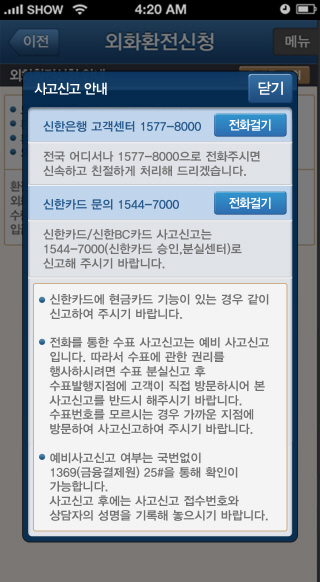 SHOW 4:20 AM
이전 외화환전신청 메뉴
사고신고 안내 닫기
신한은행 고객센터 1577-8000 전화걸기
전국 어디서나 1577-8000으로 전화주시면
신속하고 친절하게 처리해 드리겠습니다.
신한카드 문의 1544-7000 전화걸기
신한카드/신한BC카드 사고신고는
1544-7000(신한카드 승인,분실센터)로
신고해 주시기 바랍니다.
신한카드에 현금카드 기능이 있는 경우 같이
신고하여 주시기 바랍니다.
전화를 통한 수표 사고신고는 예비 사고신고
입니다. 따라서 수표에 관한 권리를
행사하시려면 수표 분실신고 후
수표발행지점에 고객이 직접 방문하시어 본
사고신고를 반드시 해주시기 바랍니다.
수표번호를 모르시는 경우 가까운 지점에
방문하여 사고신고하여 주시기 바랍니다.
예비사고신고 여부는 국번없이
1369(금융결제원) 25#을 통해 확인이
가능합니다.
사고신고 후에는 사고신고 접수번호와
상담자의 성명을 기록해 놓으시기 바랍니다.